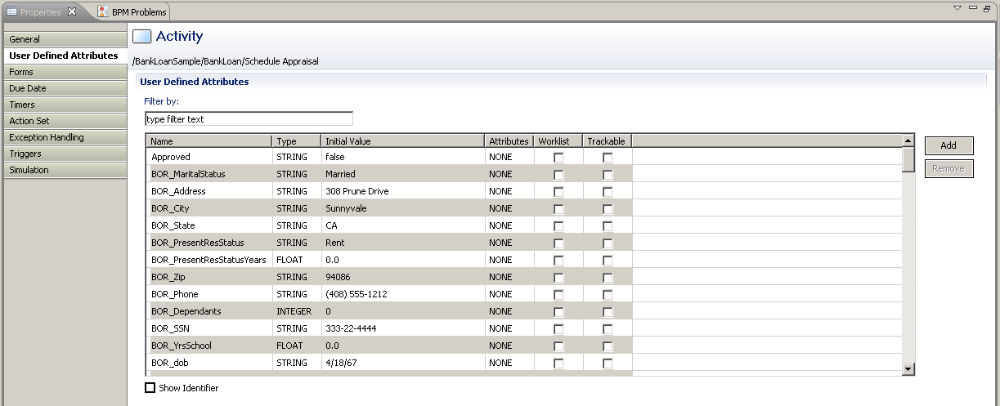 Properties BPM Problems
General
User Defined Attributes
Forms
Due Date
Timers
Action Set
Exception Handling
Triggers
Simulation
Activity
/BankLoanSample/BankLoan/Schedule Appraisal
User Defined Attributes
Filter by:
type filter text
Name Type Initial Value Attributes Worklist Trackable
Approved STRING false NONE
BOR_MaritalStatus STRING Married NONE
BOR_Address STRING 308 Prune Drive NONE
BOR_City STRING Sunnyvale NONE
BOR_State STRING CA NONE
BOR_PresentResStatus STRING Rent NONE
BOR_PresentResStatusYears FLOAT 0.0 NONE
BOR_Zip STRING 94086 NONE
BOR_Phone STRING (408) 555-1212 NONE
BOR_Dependants INTEGER 0 NONE
BOR_SSN STRING 333-22-4444 NONE
BOR_YrsSchool FLOAT 0.0 NONE
BOR_dob STRING 4/18/67 NONE
Add
Remove
Show Identifier